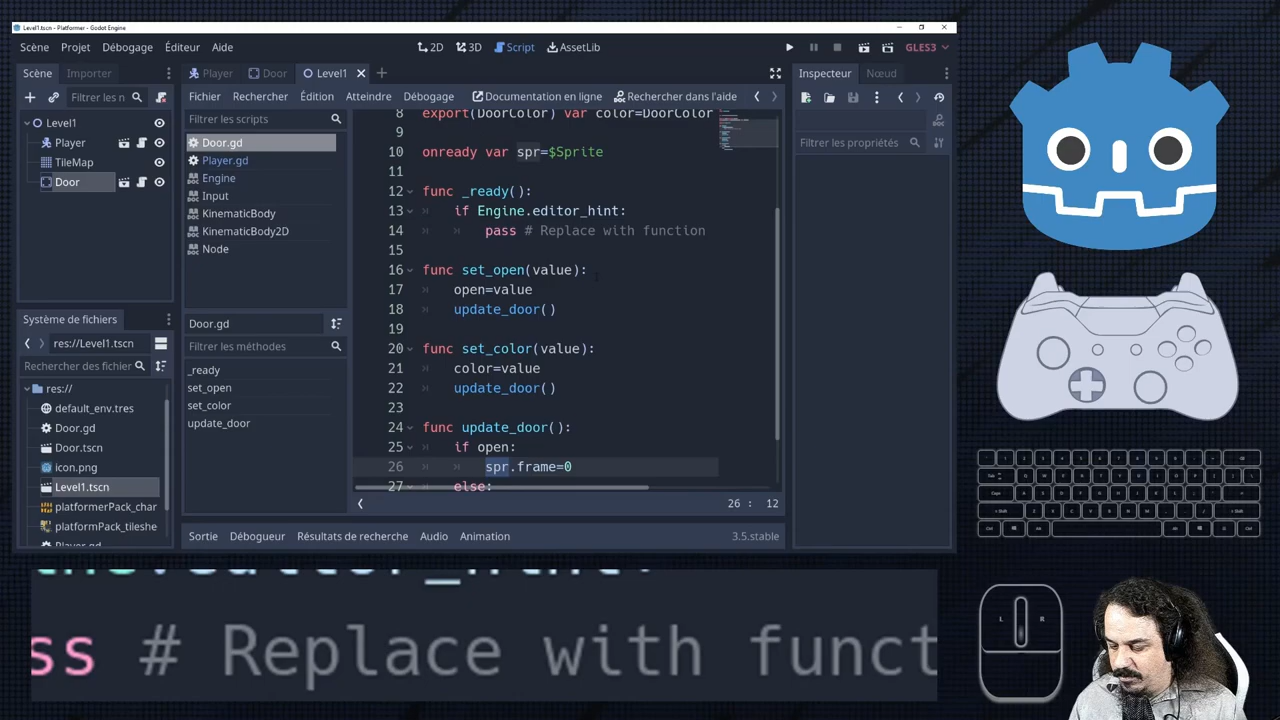 Level1.tscn - Platformer - Godot Engine
Scène Projet Débogage Éditeur Aide
2D 3D Script AssetLib
GLES3
Scène Importer
Filtrer les n
Level1
Player
TileMap
Door
Système de fichiers
res://Level1.tscn
Rechercher des fichier
res://
default_env.tres
Door.gd
Door.tscn
icon.png
Level1.tscn
platformerPack_char
platformPack_tileshe
Player.gd
Player Door Level1
Fichier Rechercher Édition Atteindre Débogage Documentation en ligne Rechercher dans l'aide
Filtrer les scripts
Door.gd
Player.gd
Engine
Input
KinematicBody
KinematicBody2D
Node
Door.gd
Filtrer les méthodes
_ready
set_open
set_color
update_door
8 export(DoorColor) var color=DoorColor
9
10 onready var spr=$Sprite
11
12 func _ready():
13 if Engine.editor_hint:
14 pass # Replace with function
15
16 func set_open(value):
17 open=value
18 update_door()
19
20 func set_color(value):
21 color=value
22 update_door()
23
24 func update_door():
25 if open:
26 spr.frame=0
27 else:
26 : 12
Sortie Débogueur Résultats de recherche Audio Animation
3.5.stable
Inspecteur Nœud
Filtrer les propriétés
ss # Replace with funct
L R